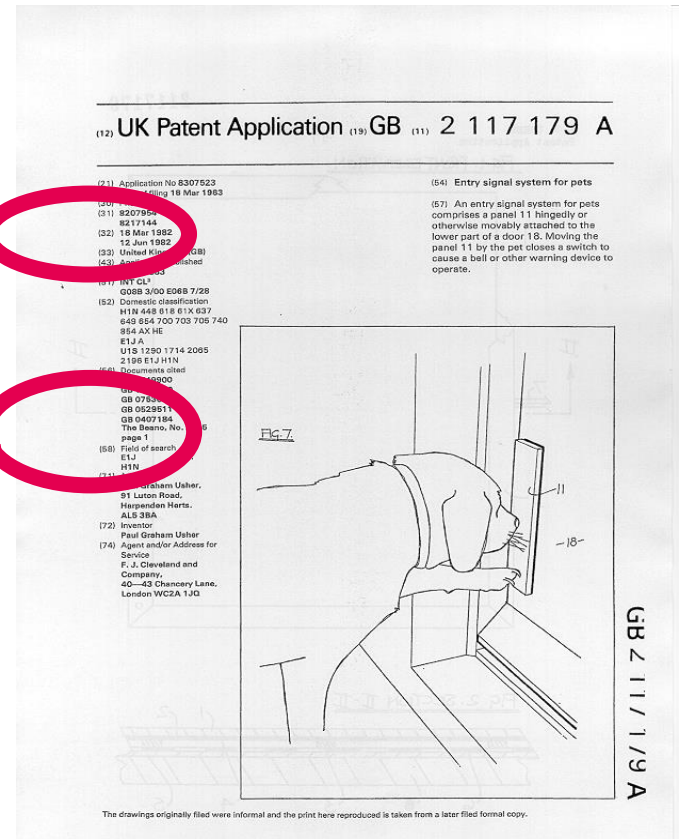 (12) UK Patent Application (19) GB (11) 2 117 179 A
(21) Application No 8307523
filing 18 Mar 1983
(31) 8207954
8217144
(32) 18 Mar 1982
12 Jun 1982
(33) United (GB)
(43)
INT CL³
G08B 3/00 E06B 7/28
(52) Domestic classification
H1N 448 618 61X 637
649 654 700 703 705 740
854 AX HE
E1J A
U1S 1290 1714 2065
2196 E1J H1N
(56) Documents cited
GB 0529511
GB 0407184
The Beano, No.
page 1
(58) Field of search
E1J
H1N
(71)
Graham Usher,
91 Luton Road,
Harpenden Herts.
AL5 3BA
(72) Inventor
Paul Graham Usher
(74) Agent and/or Address for
Service
F. J. Cleveland and
Company,
40—43 Chancery Lane,
London WC2A 1JQ
(54) Entry signal system for pets
(57) An entry signal system for pets
comprises a panel 11 hingedly or
otherwise movably attached to the
lower part of a door 18. Moving the
panel 11 by the pet closes a switch to
cause a bell or other warning device to
operate.
FIG.7.
11
-18-
GB 2 117 179 A
The drawings originally filed were informal and the print here reproduced is taken from a later filed formal copy.